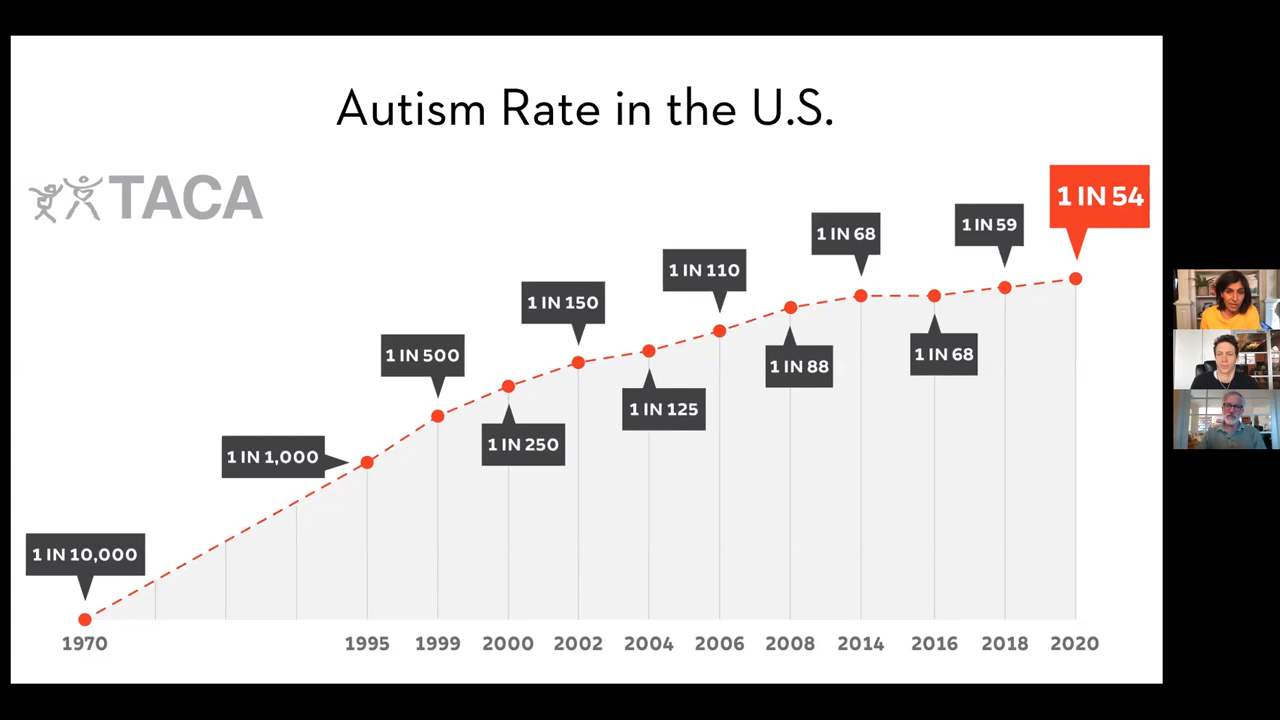 Autism Rate in the U.S.
TACA
1 IN 54
1 IN 59
1 IN 68
1 IN 110
1 IN 150
1 IN 500
1 IN 68
1 IN 88
1 IN 125
1 IN 250
1 IN 1,000
1 IN 10,000
1970 1995 1999 2000 2002 2004 2006 2008 2014 2016 2018 2020